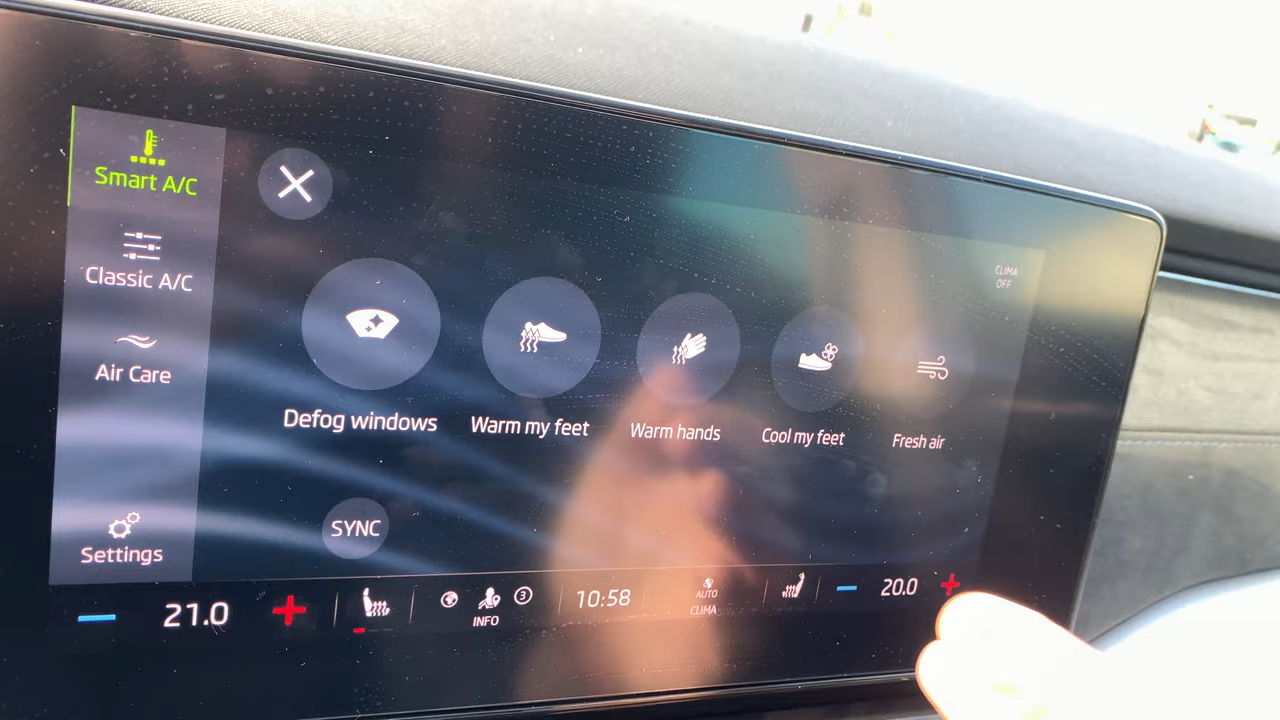 Smart A/C
CLIMA
OFF
Classic A/C
Air Care
Defog windows
Warm my feet
Warm hands
Cool my feet
Fresh air
SYNC
Settings
21.0
3
INFO
10:58
AUTO
CLIMA
20.0